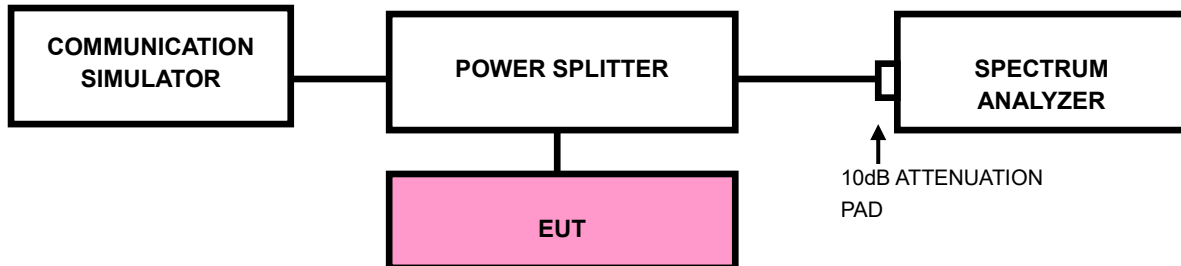 COMMUNICATION
SIMULATOR
POWER SPLITTER
SPECTRUM
ANALYZER
10dB ATTENUATION
PAD
EUT